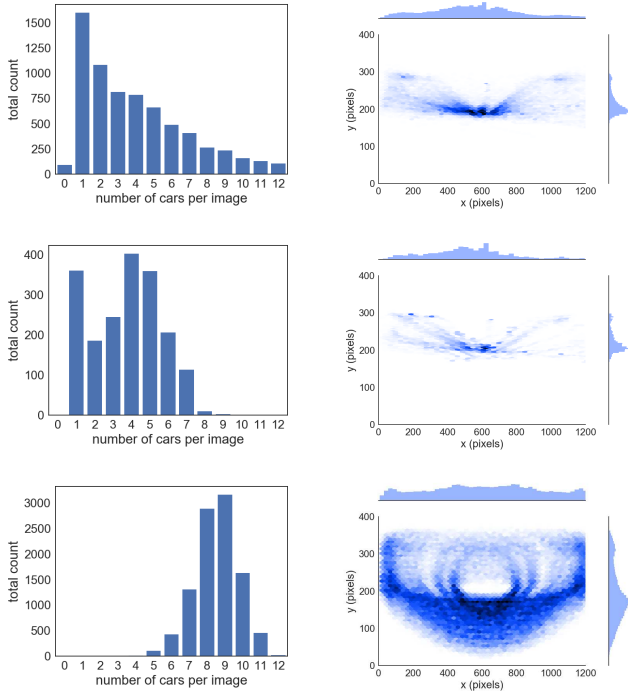 total count
1500
1250
1000
750
500
250
0
0 1 2 3 4 5 6 7 8 9 10 11 12
number of cars per image
y (pixels)
400
300
200
100
0
0 200 400 600 800 1000 1200
x (pixels)
total count
400
300
200
100
0
0 1 2 3 4 5 6 7 8 9 10 11 12
number of cars per image
y (pixels)
400
300
200
100
0
0 200 400 600 800 1000 1200
x (pixels)
total count
3000
2500
2000
1500
1000
500
0
0 1 2 3 4 5 6 7 8 9 10 11 12
number of cars per image
y (pixels)
400
300
200
100
0
0 200 400 600 800 1000 1200
x (pixels)